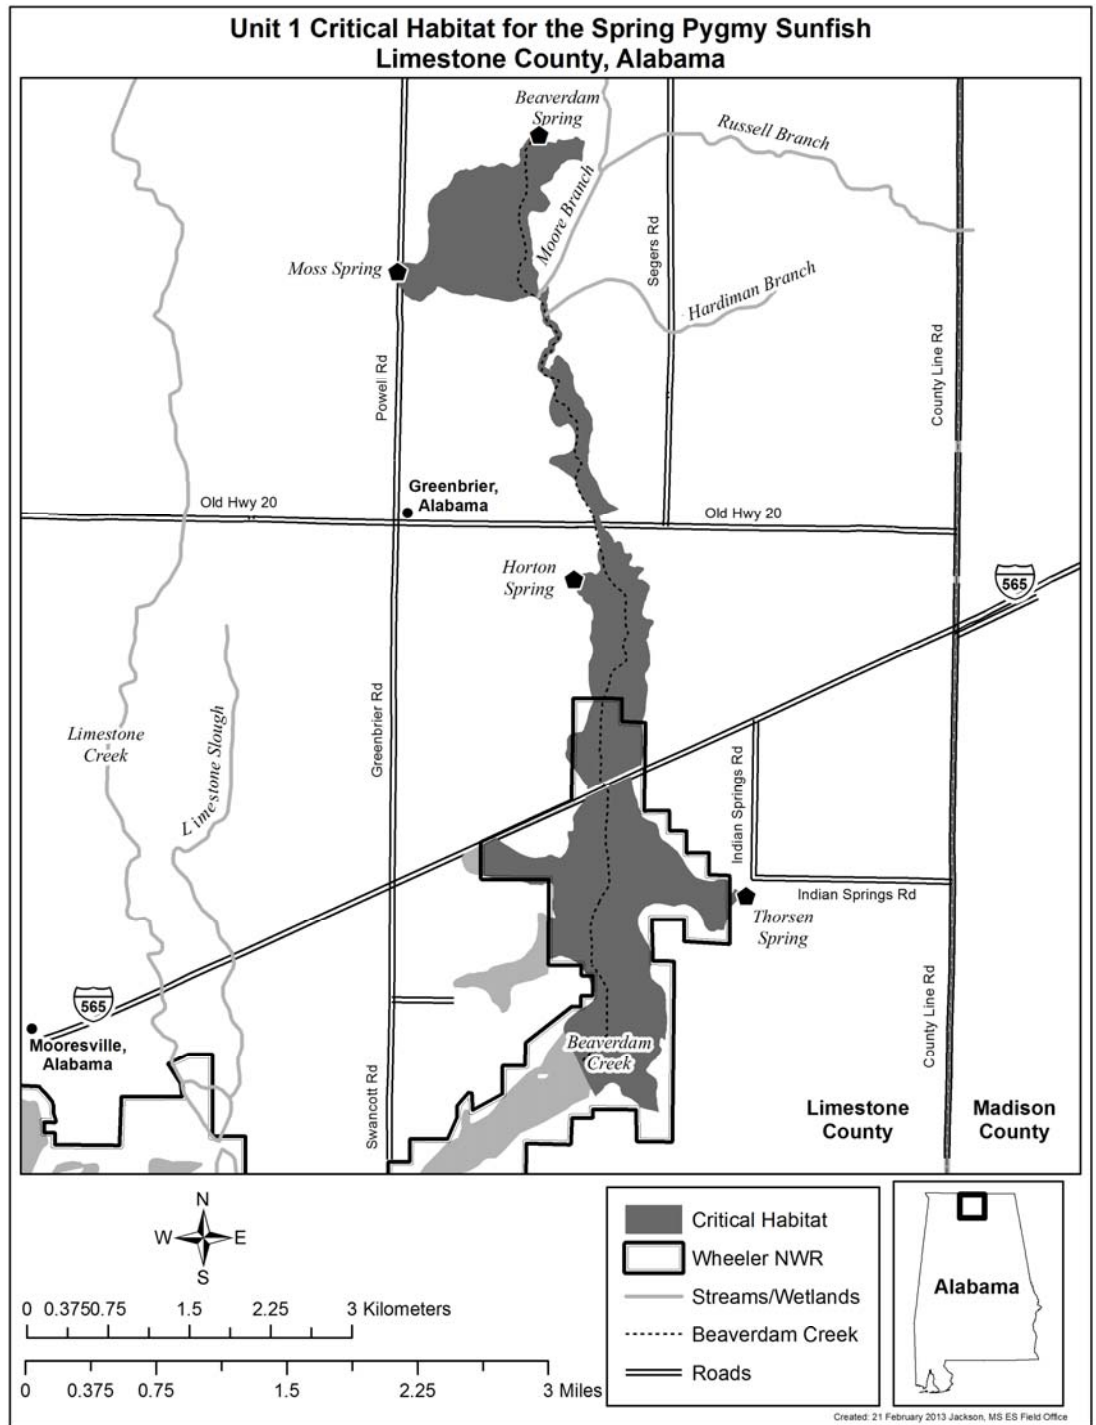 Unit 1 Critical Habitat for the Spring Pygmy Sunfish
Limestone County, Alabama
Beaverdam
Spring
Russell Branch
Moore Branch
Segers Rd
Moss Spring
Hardiman Branch
Powell Rd
County Line Rd
Greenbrier,
Alabama
Old Hwy 20
Old Hwy 20
Horton
Spring
565
Limestone
Creek
Limestone Slough
Greenbrier Rd
Indian Springs Rd
Indian Springs Rd
Thorsen
Spring
565
Mooresville,
Alabama
County Line Rd
Beaverdam
Creek
Swancott Rd
Limestone
County
Madison
County
N
W E
S
0 0.375 0.75 1.5 2.25 3 Kilometers
0 0.375 0.75 1.5 2.25 3 Miles
Critical Habitat
Wheeler NWR
Streams/Wetlands
Beaverdam Creek
Roads
Alabama
Created: 21 February 2013 Jackson, MS ES Field Office